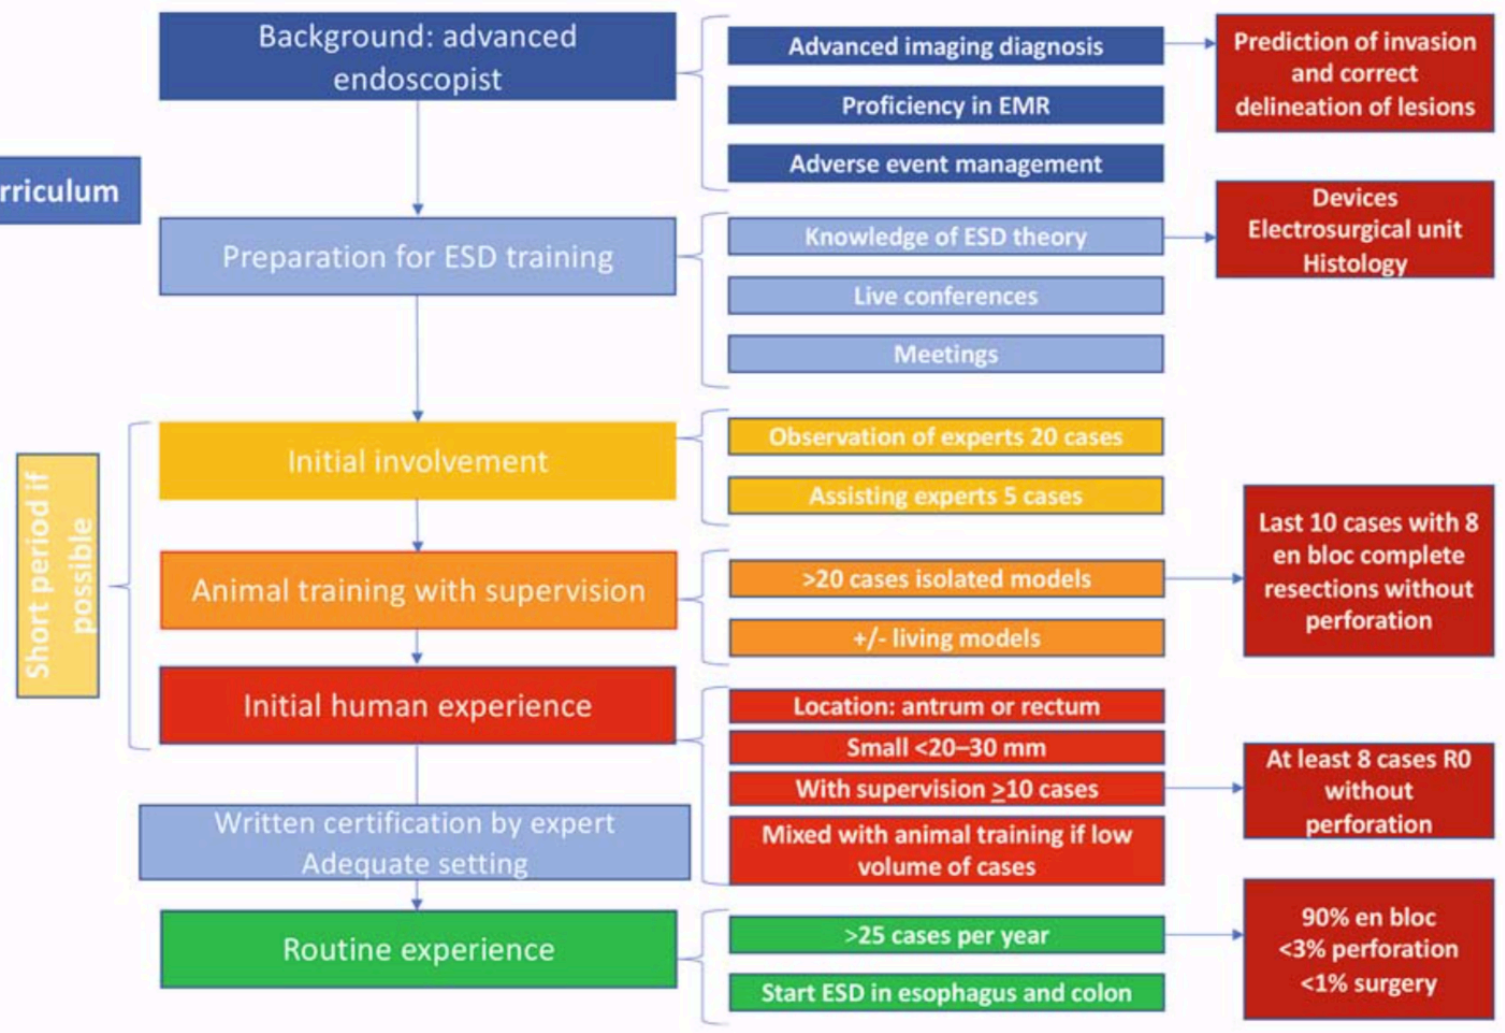 Background: advanced
endoscopist
Advanced imaging diagnosis
Proficiency in EMR
Adverse event management
Prediction of invasion
and correct
delineation of lesions
rriculum
Preparation for ESD training
Knowledge of ESD theory
Live conferences
Meetings
Devices
Electrosurgical unit
Histology
Short period if
possible
Initial involvement
Observation of experts 20 cases
Assisting experts 5 cases
Animal training with supervision
>20 cases isolated models
+/- living models
Last 10 cases with 8
en bloc complete
resections without
perforation
Initial human experience
Location: antrum or rectum
Small <20–30 mm
With supervision ≥10 cases
Mixed with animal training if low
volume of cases
At least 8 cases R0
without
perforation
Written certification by expert
Adequate setting
Routine experience
>25 cases per year
Start ESD in esophagus and colon
90% en bloc
<3% perforation
<1% surgery